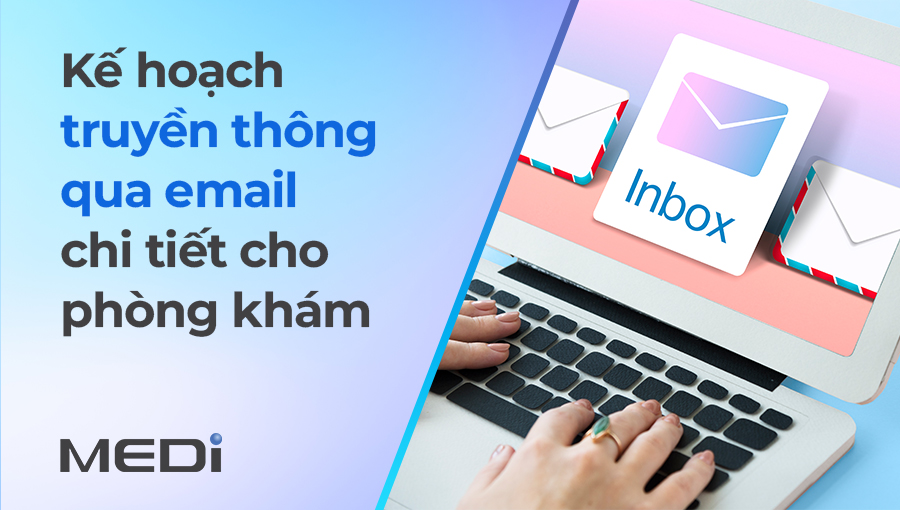 Kế hoạch
truyền thông
qua email
chi tiết cho
phòng khám
MEDi
Inbox